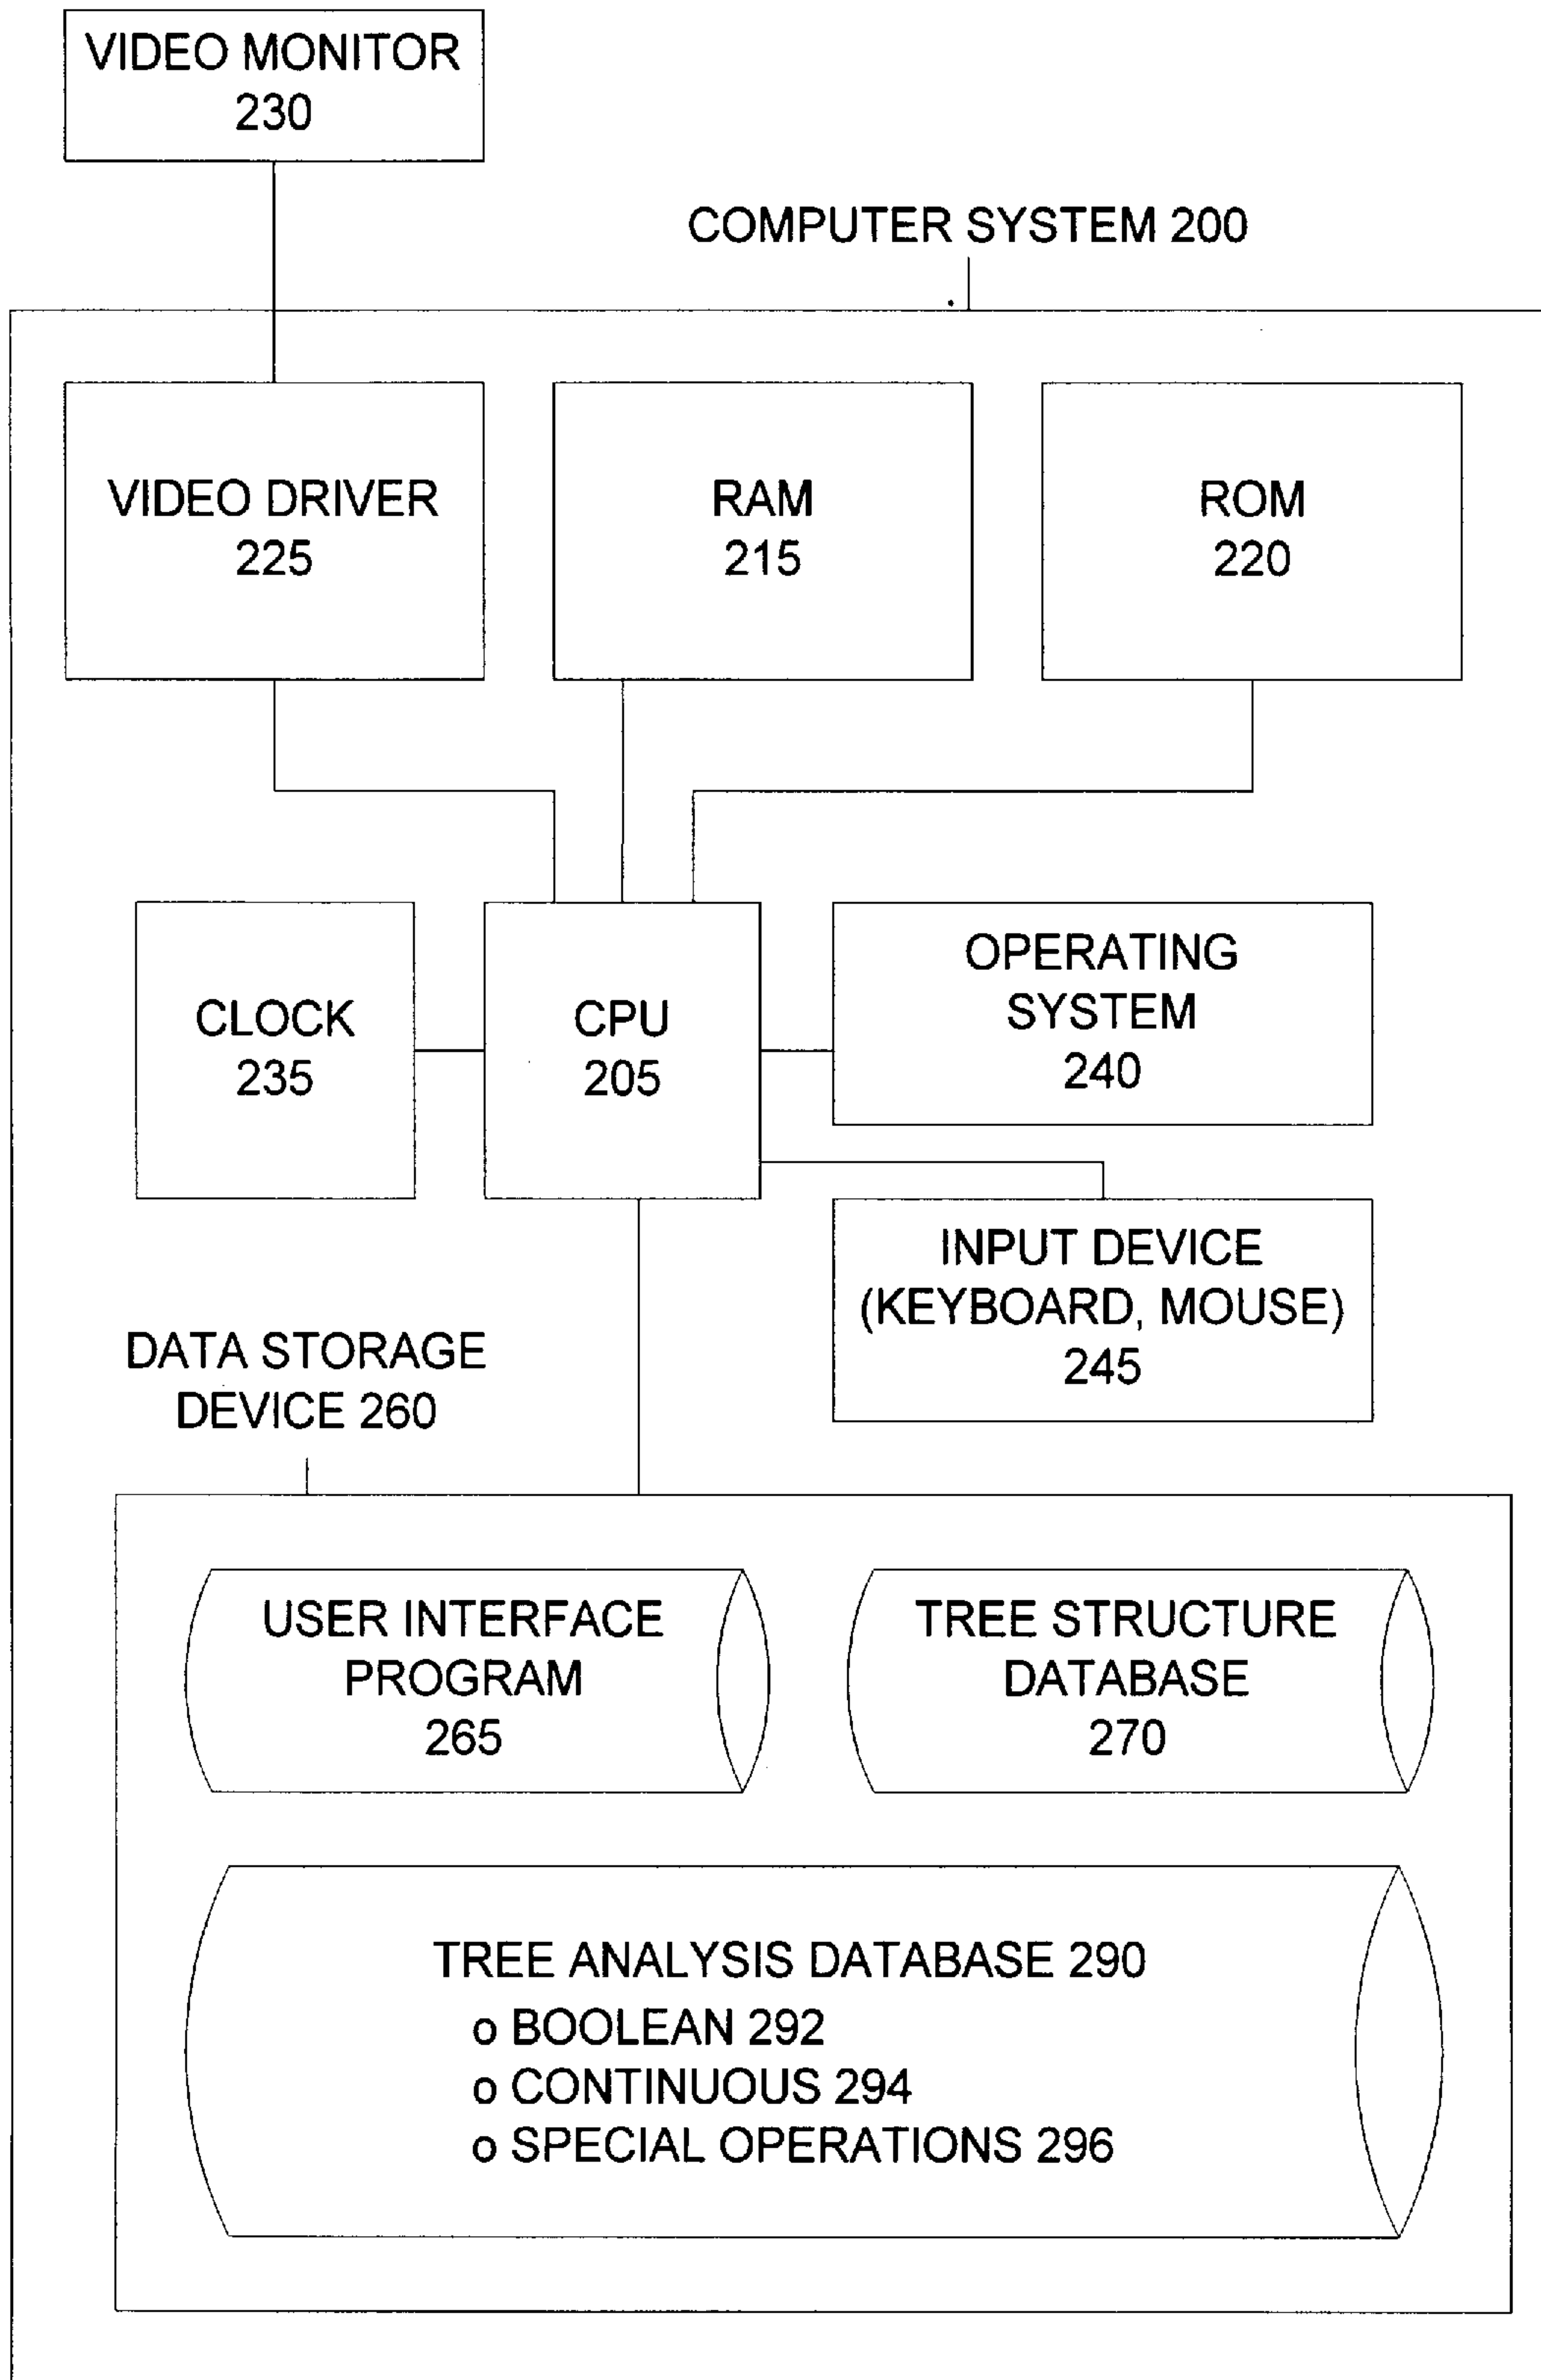 VIDEO MONITOR
230
COMPUTER SYSTEM 200
VIDEO DRIVER
225
RAM
215
ROM
220
CLOCK
235
CPU
205
OPERATING
SYSTEM
240
INPUT DEVICE
(KEYBOARD, MOUSE)
245
DATA STORAGE
DEVICE 260
USER INTERFACE
PROGRAM
265
TREE STRUCTURE
DATABASE
270
TREE ANALYSIS DATABASE 290
o BOOLEAN 292
o CONTINUOUS 294
o SPECIAL OPERATIONS 296